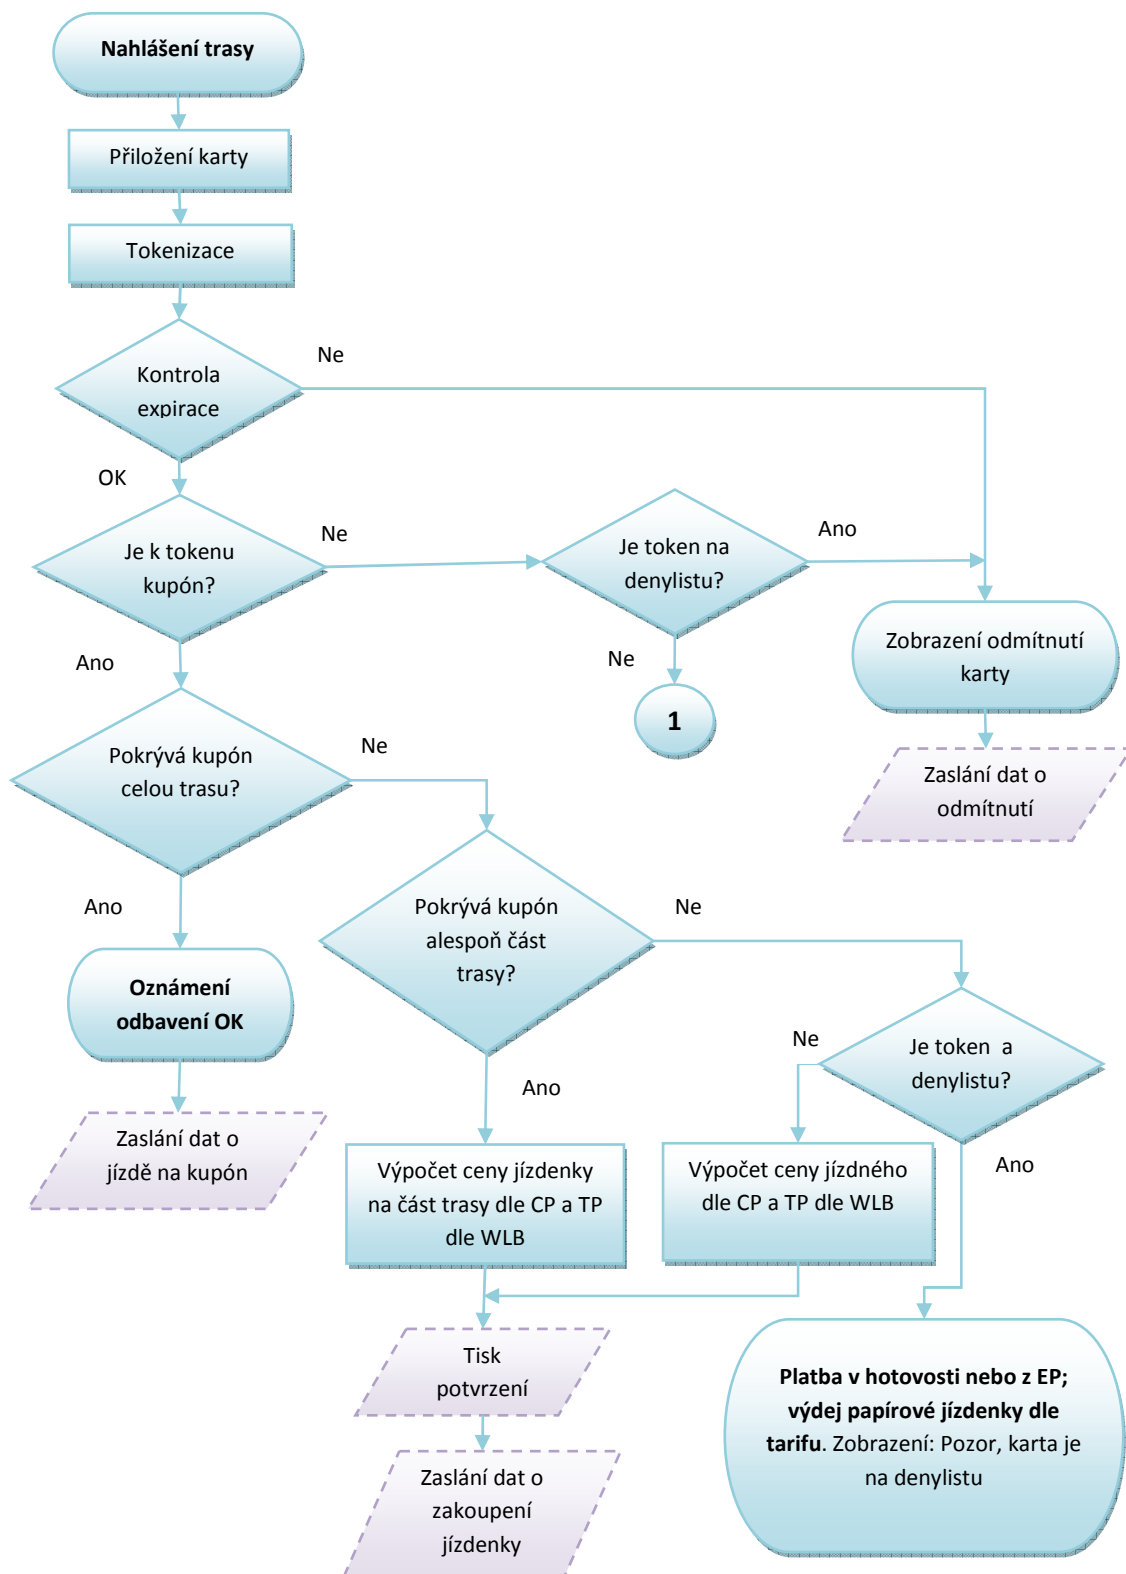 Nahlášení trasy
Přiložení karty
Tokenizace
Kontrola
expirace
Ne
OK
Je k tokenu
kupón?
Ne
Je token na
denylistu?
Ano
Ne
1
Zobrazení odmítnutí
karty
Zaslání dat o
odmítnutí
Ano
Pokrývá kupón
celou trasu?
Ne
Ano
Oznámení
odbavení OK
Zaslání dat o
jízdě na kupón
Pokrývá kupón
alespoň část
trasy?
Ne
Ano
Je token  a
denylistu?
Ne
Ano
Výpočet ceny jízdenky
na část trasy dle CP a TP
dle WLB
Výpočet ceny jízdného
dle CP a TP dle WLB
Tisk
potvrzení
Zaslání dat o
zakoupení
jízdenky
Platba v hotovosti nebo z EP;
výdej papírové jízdenky dle
tarifu. Zobrazení: Pozor, karta je
na denylistu